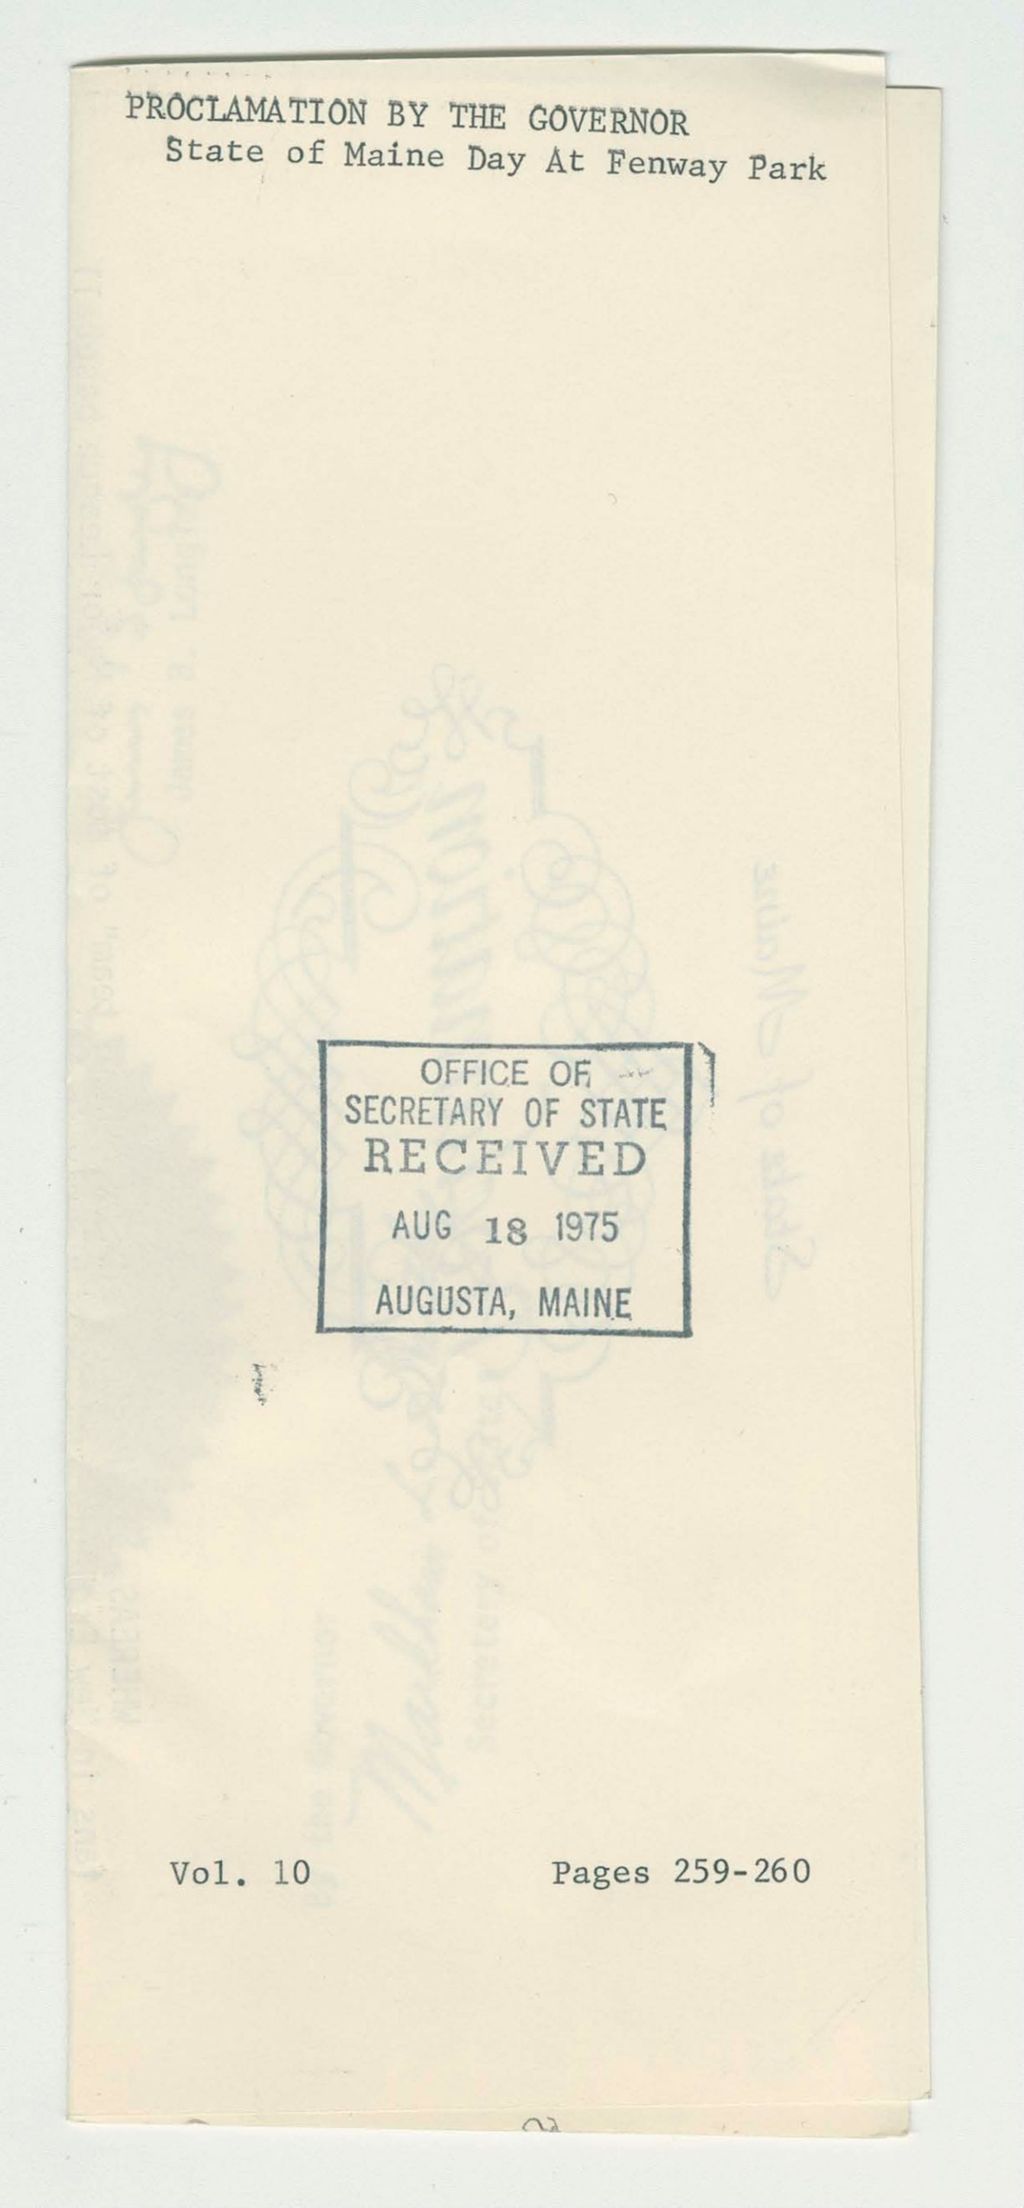 PROCLAMATION BY THE GOVERNOR
State of Maine Day At Fenway Park
OFFICE OF
SECRETARY OF STATE
RECEIVED
AUG 18 1975
AUGUSTA, MAINE
Vol. 10 Pages 259-260